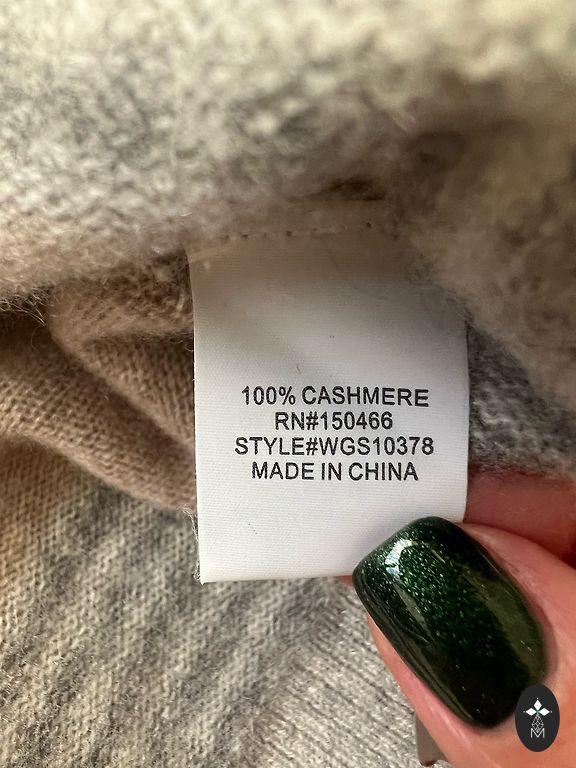 100% CASHMERE
RN#150466
STYLE#WGS10378
MADE IN CHINA